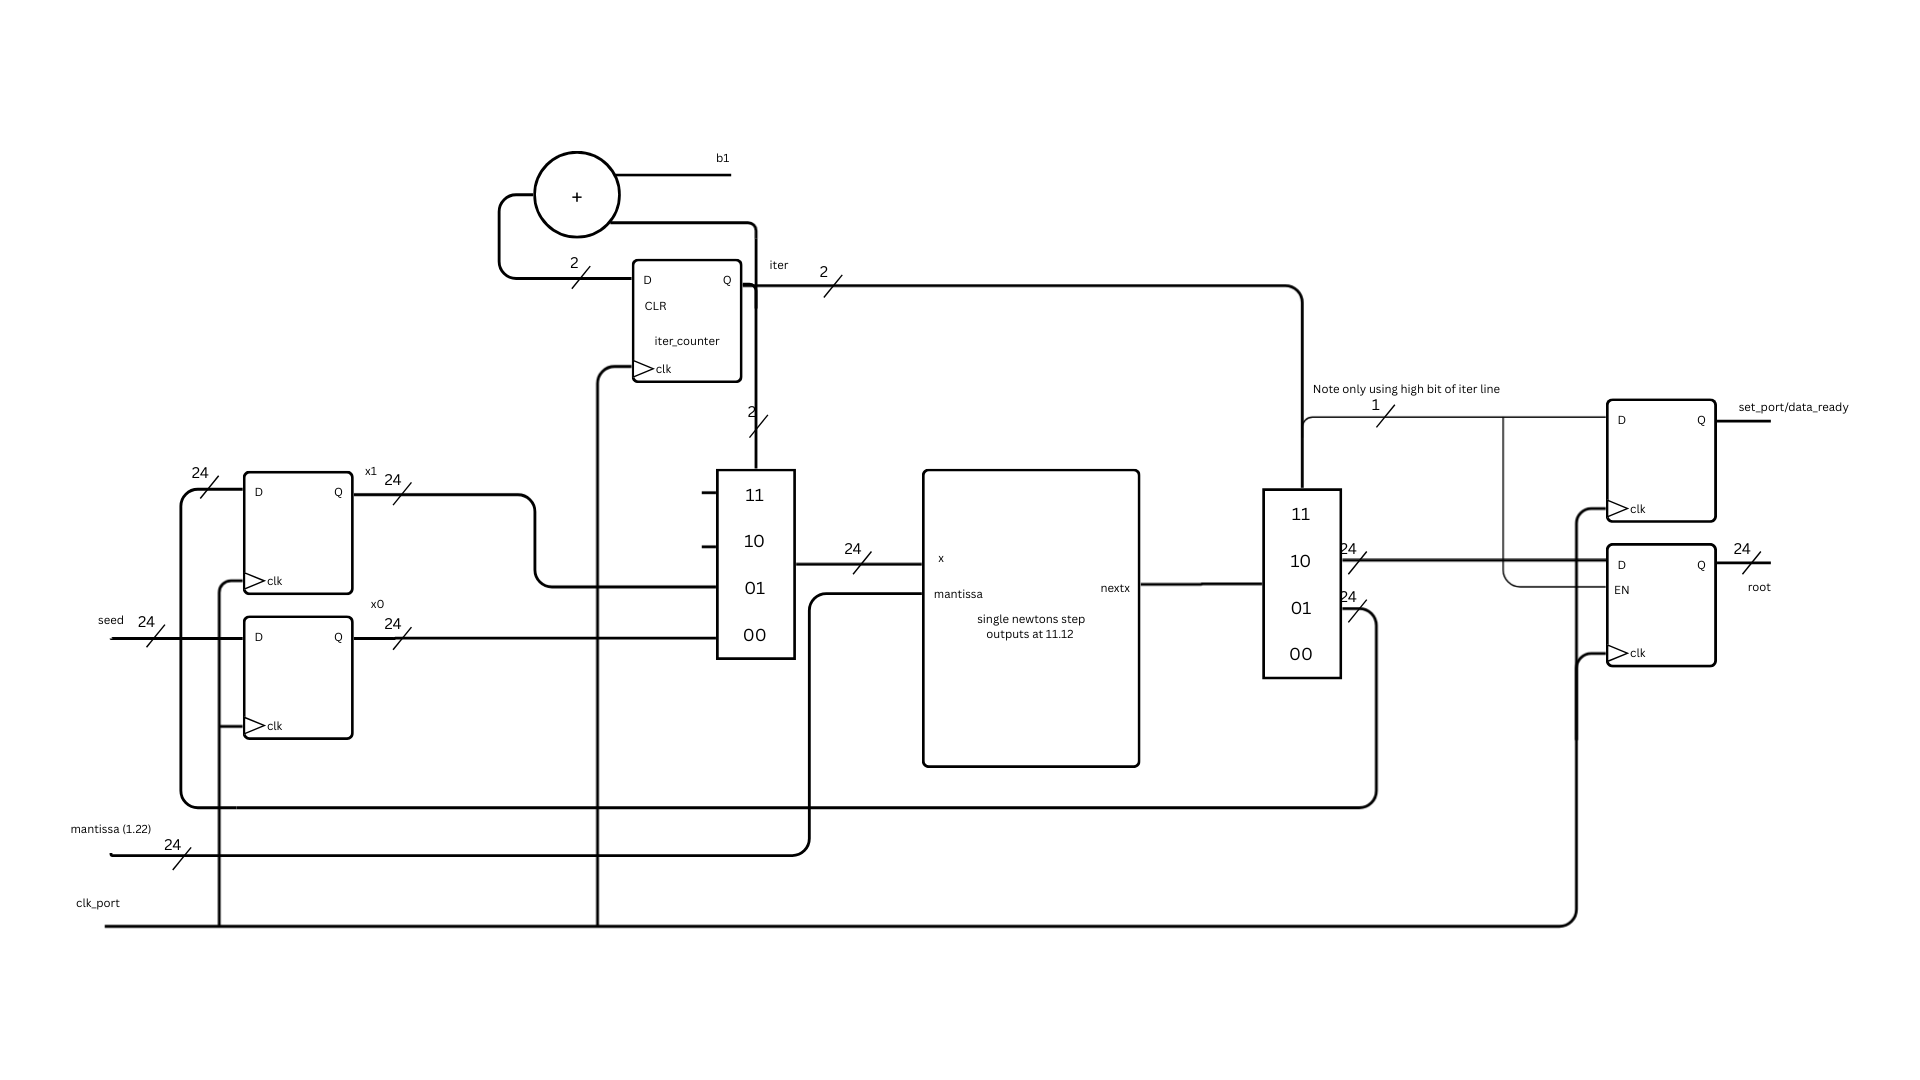 b1
+
2
iter
2
D
Q
CLR
iter_counter
clk
2
Note only using high bit of iter line
1
set_port/data_ready
D
Q
clk
24
x1
24
D
Q
clk
11
10
01
00
24
x
mantissa
nextx
single newtons step
outputs at 11.12
11
10
01
00
24
24
D
Q
EN
clk
24
root
seed
24
x0
24
D
Q
clk
mantissa (1.22)
24
clk_port